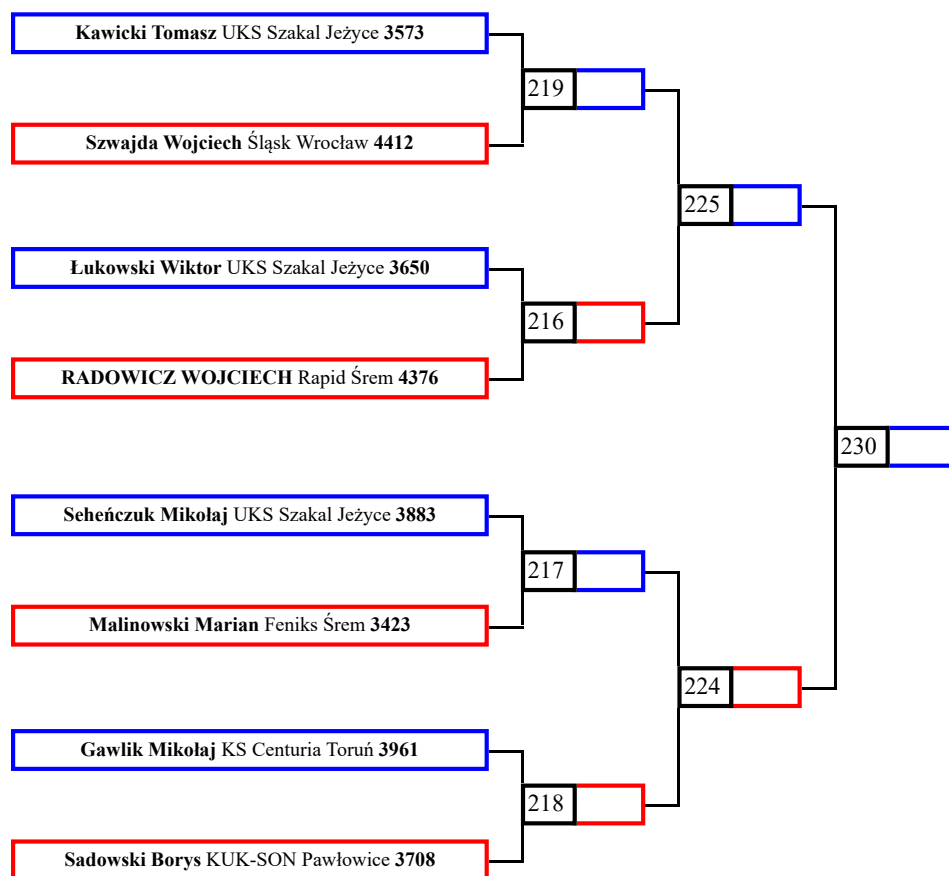 Kawicki Tomasz UKS Szakal Jeżyce 3573
219
Szwajda Wojciech Śląsk Wrocław 4412
225
Łukowski Wiktor UKS Szakal Jeżyce 3650
216
RADOWICZ WOJCIECH Rapid Śrem 4376
230
Seheńczuk Mikołaj UKS Szakal Jeżyce 3883
217
Malinowski Marian Feniks Śrem 3423
224
Gawlik Mikołaj KS Centuria Toruń 3961
218
Sadowski Borys KUK-SON Pawłowice 3708